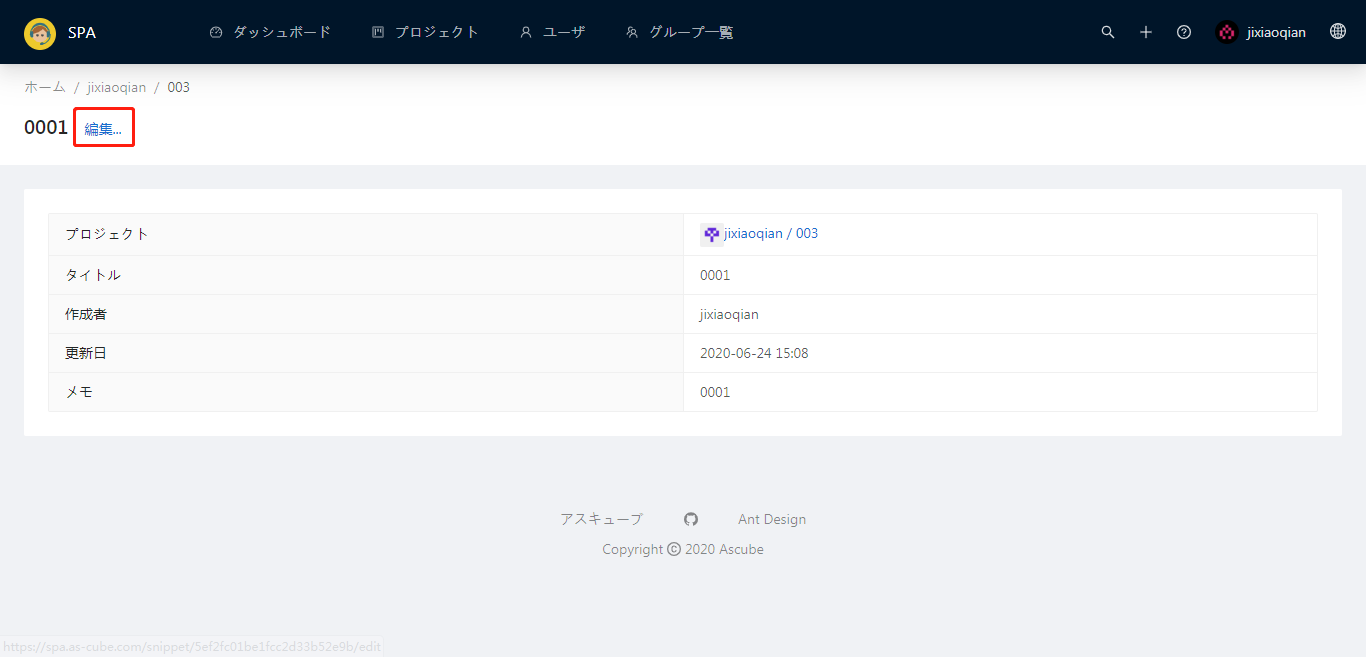 SPA ダッシュボード プロジェクト ユーザ グループ一覧 jixiaoqian
ホーム / jixiaoqian / 003
0001 編集...
プロジェクト jixiaoqian / 003
タイトル 0001
作成者 jixiaoqian
更新日 2020-06-24 15:08
メモ 0001
アスキューブ Ant Design
Copyright © 2020 Ascube
https://spa.as-cube.com/snippet/5ef2fc01be1fcc2d33b52e9b/edit